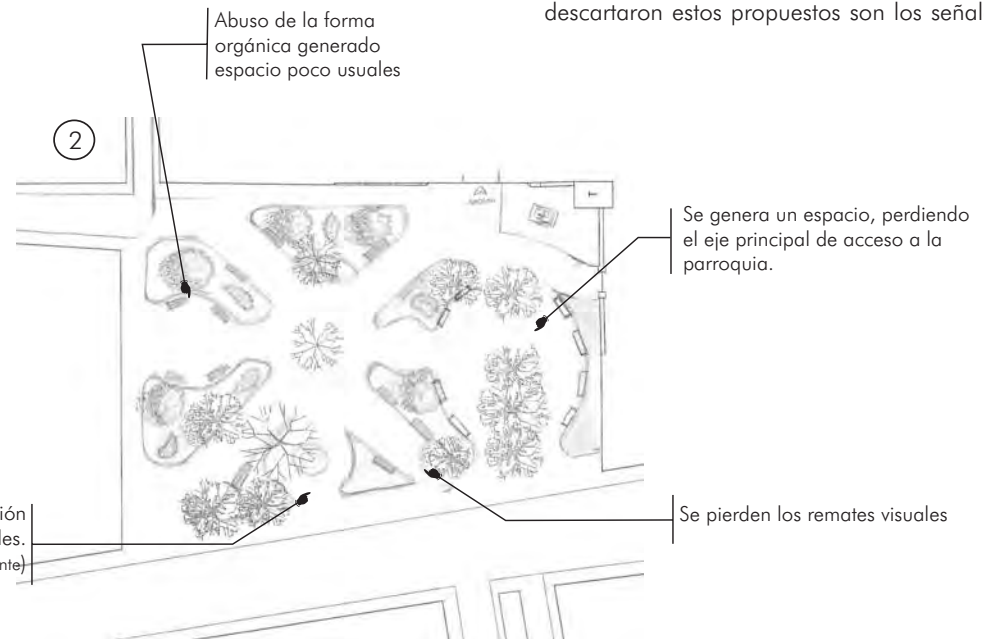 descartaron estos propuestos son los señal
Abuso de la forma
orgánica generado
espacio poco usuales
2
Se genera un espacio, perdiendo
el eje principal de acceso a la
parroquia.
ión
les.
nte)
Se pierden los remates visuales